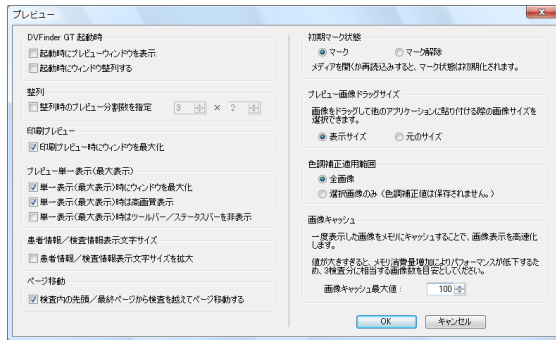 プレビュー
DVFinder GT 起動時
起動時にプレビューウィンドウを表示
起動時にウィンドウ整列する
整列
整列時のプレビュー分割数を指定 3 × 2
印刷プレビュー
印刷プレビュー時にウィンドウを最大化
プレビュー単一表示(最大表示)
単一表示(最大表示)時にウィンドウを最大化
単一表示(最大表示)時は高画質表示
単一表示(最大表示)時はツールバー/ステータスバーを非表示
患者情報/検査情報表示文字サイズ
患者情報/検査情報表示文字サイズを拡大
ページ移動
検査内の先頭/最終ページから検査を越えてページ移動する
初期マーク状態
マーク マーク解除
メディアを開くか再読込みすると、マーク状態は初期化されます。
プレビュー画像ドラッグサイズ
画像をドラッグして他のアプリケーションに貼り付ける際の画像サイズを
選択できます。
表示サイズ 元のサイズ
色調補正適用範囲
全画像
選択画像のみ (色調補正値は保存されません。)
画像キャッシュ
一度表示した画像をメモリにキャッシュすることで、画像表示を高速化
します。
値が大きすぎると、メモリ消費量増加によりパフォーマンスが低下するた
め、3検査分に相当する画像数を目安としてください。
画像キャッシュ最大値: 100
OK キャンセル